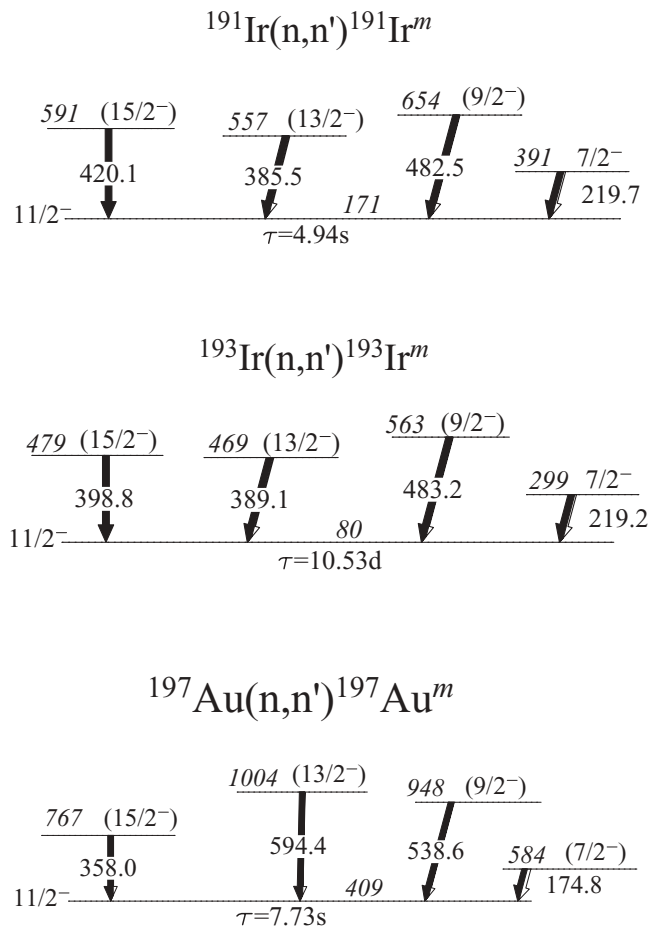 ¹⁹¹Ir(n,n')¹⁹¹Irᵐ
591 (15/2⁻) 557 (13/2⁻) 654 (9/2⁻) 391 7/2⁻
420.1 385.5 482.5 219.7
11/2⁻ 171
τ=4.94s
¹⁹³Ir(n,n')¹⁹³Irᵐ
479 (15/2⁻) 469 (13/2⁻) 563 (9/2⁻) 299 7/2⁻
398.8 389.1 483.2 219.2
11/2⁻ 80
τ=10.53d
¹⁹⁷Au(n,n')¹⁹⁷Auᵐ
767 (15/2⁻) 1004 (13/2⁻) 948 (9/2⁻) 584 (7/2⁻)
358.0 594.4 538.6 174.8
11/2⁻ 409
τ=7.73s